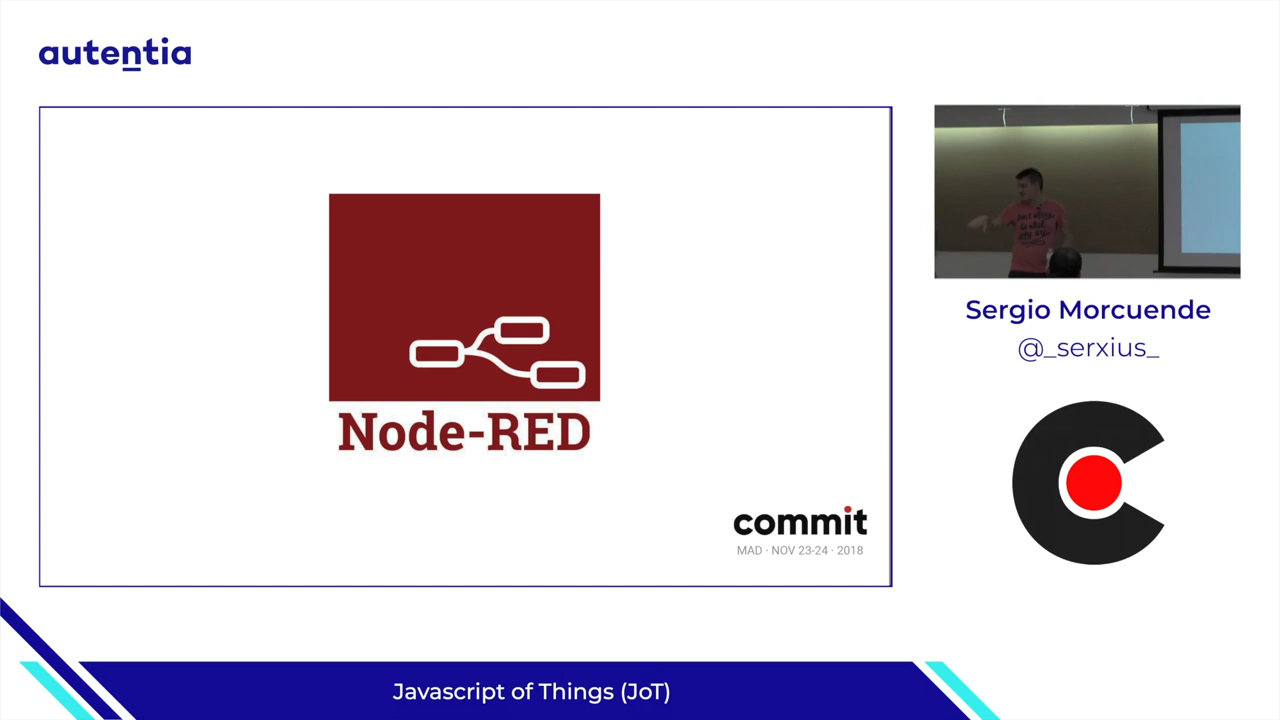 autentia
Node-RED
commit
MAD · NOV 23-24 · 2018
Sergio Morcuende
@_serxius_
Javascript of Things (JoT)